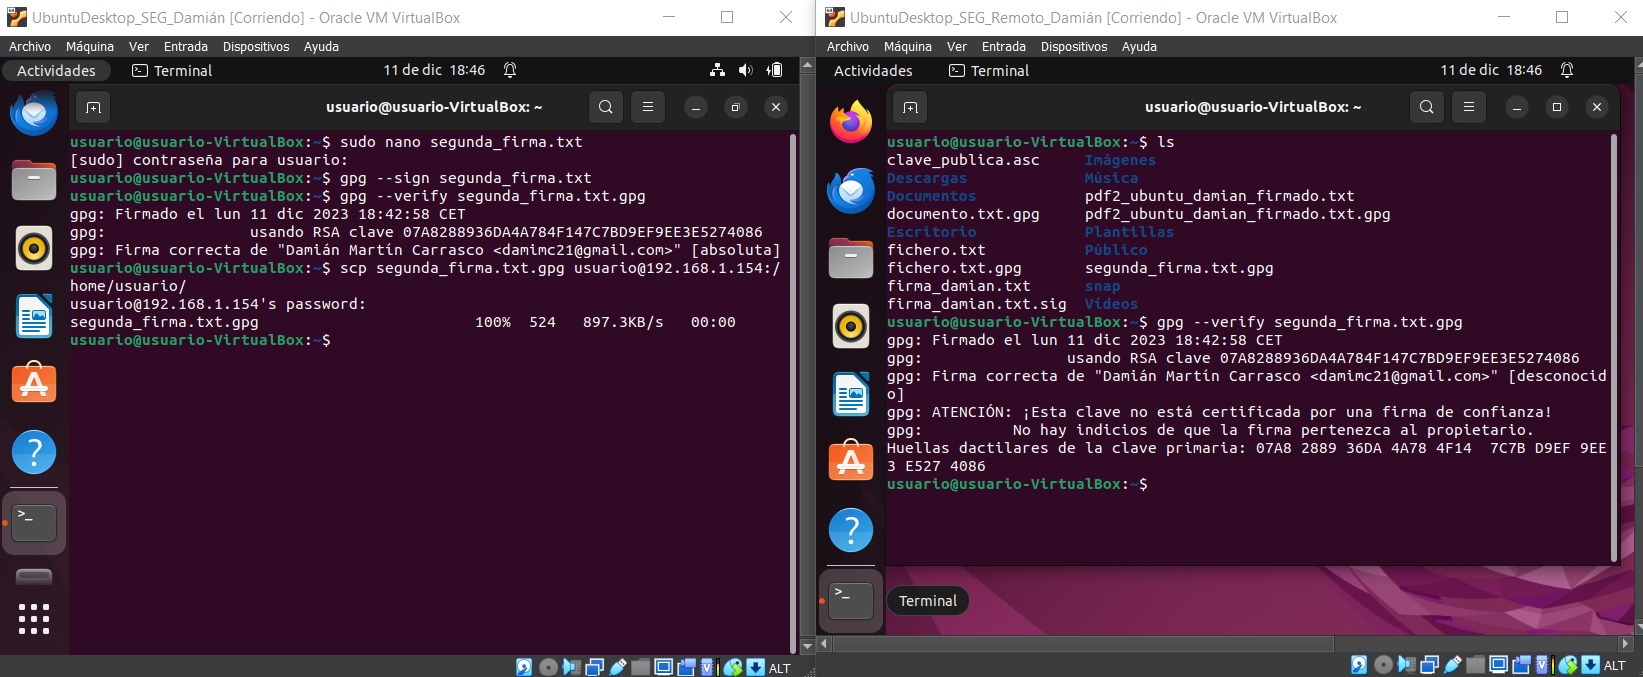 UbuntuDesktop_SEG_Damián [Corriendo] - Oracle VM VirtualBox
Archivo Máquina Ver Entrada Dispositivos Ayuda
Actividades Terminal 11 de dic 18:46
usuario@usuario-VirtualBox: ~
usuario@usuario-VirtualBox:~$ sudo nano segunda_firma.txt
[sudo] contraseña para usuario:
usuario@usuario-VirtualBox:~$ gpg --sign segunda_firma.txt
usuario@usuario-VirtualBox:~$ gpg --verify segunda_firma.txt.gpg
gpg: Firmado el lun 11 dic 2023 18:42:58 CET
gpg:                usando RSA clave 07A8288936DA4A784F147C7BD9EF9EE3E5274086
gpg: Firma correcta de "Damián Martín Carrasco <damimc21@gmail.com>" [absoluta]
usuario@usuario-VirtualBox:~$ scp segunda_firma.txt.gpg usuario@192.168.1.154:/
home/usuario/
usuario@192.168.1.154's password:
segunda_firma.txt.gpg                        100%  524   897.3KB/s   00:00
usuario@usuario-VirtualBox:~$
ALT
UbuntuDesktop_SEG_Remoto_Damián [Corriendo] - Oracle VM VirtualBox
Archivo Máquina Ver Entrada Dispositivos Ayuda
Actividades Terminal 11 de dic 18:46
usuario@usuario-VirtualBox: ~
usuario@usuario-VirtualBox:~$ ls
clave_publica.asc     Imágenes
Descargas             Música
Documentos            pdf2_ubuntu_damian_firmado.txt
documento.txt.gpg     pdf2_ubuntu_damian_firmado.txt.gpg
Escritorio            Plantillas
fichero.txt           Público
fichero.txt.gpg       segunda_firma.txt.gpg
firma_damian.txt      snap
firma_damian.txt.sig  Vídeos
usuario@usuario-VirtualBox:~$ gpg --verify segunda_firma.txt.gpg
gpg: Firmado el lun 11 dic 2023 18:42:58 CET
gpg:                usando RSA clave 07A8288936DA4A784F147C7BD9EF9EE3E5274086
gpg: Firma correcta de "Damián Martín Carrasco <damimc21@gmail.com>" [desconocid
o]
gpg: ATENCIÓN: ¡Esta clave no está certificada por una firma de confianza!
gpg:          No hay indicios de que la firma pertenezca al propietario.
Huellas dactilares de la clave primaria: 07A8 2889 36DA 4A78 4F14  7C7B D9EF 9EE
3 E527 4086
usuario@usuario-VirtualBox:~$
Terminal
ALT